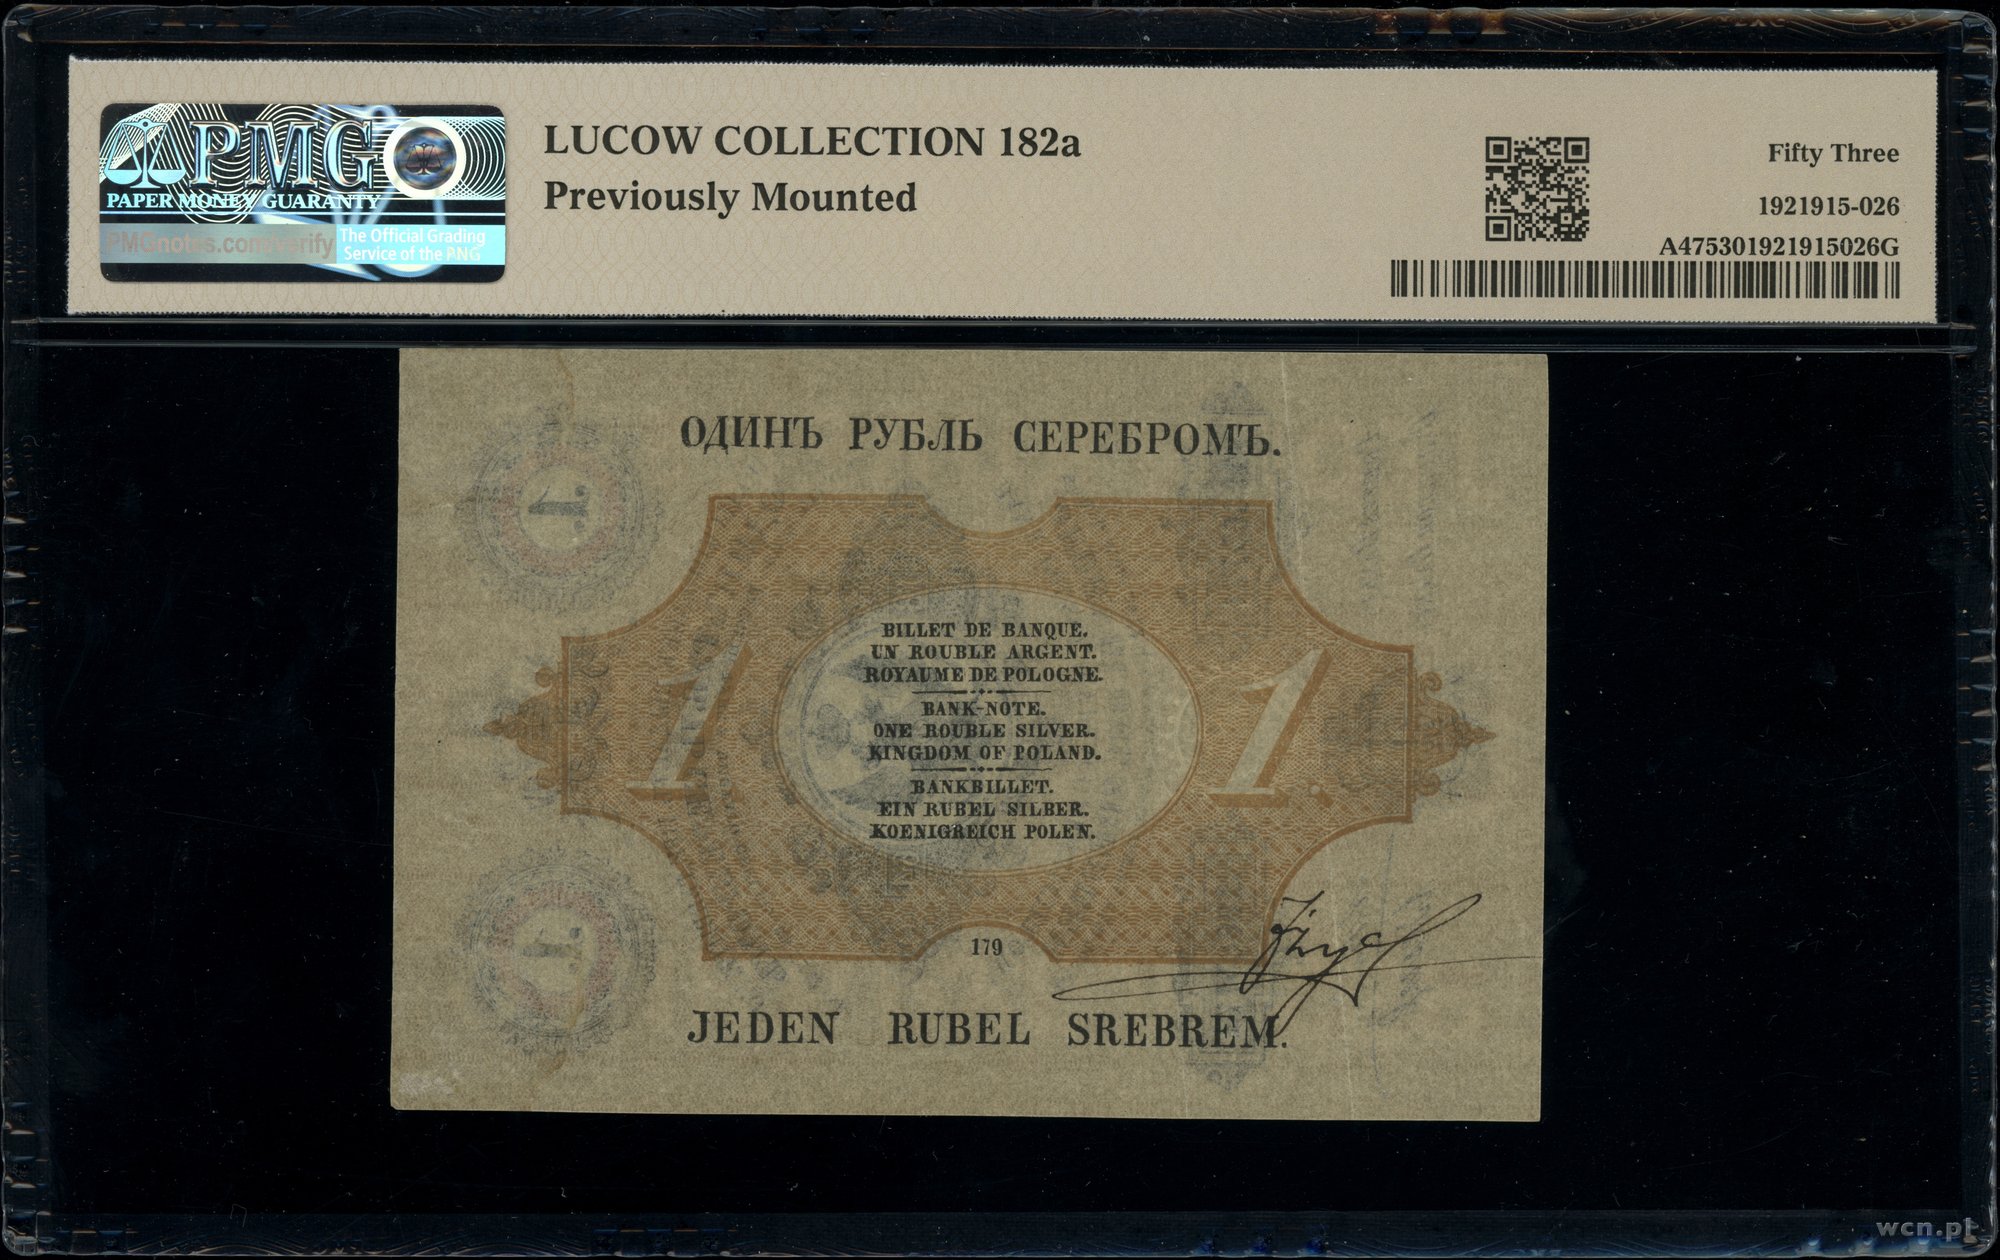 PMG
PAPER MONEY GUARANTY
PMGnotes.com/verify
The Official Grading
Service of the PNG
LUCOW COLLECTION 182a
Previously Mounted
Fifty Three
1921915-026
A475301921915026G
ОДИНЪ РУБЛЬ СЕРЕБРОМЪ.
1.
1.
BILLET DE BANQUE.
UN ROUBLE ARGENT.
ROYAUME DE POLOGNE.
BANK-NOTE.
ONE ROUBLE SILVER.
KINGDOM OF POLAND.
BANKBILLET.
EIN RUBEL SILBER.
KOENIGREICH POLEN.
1.
1.
179
JEDEN RUBEL SREBREM.
wcn.pl